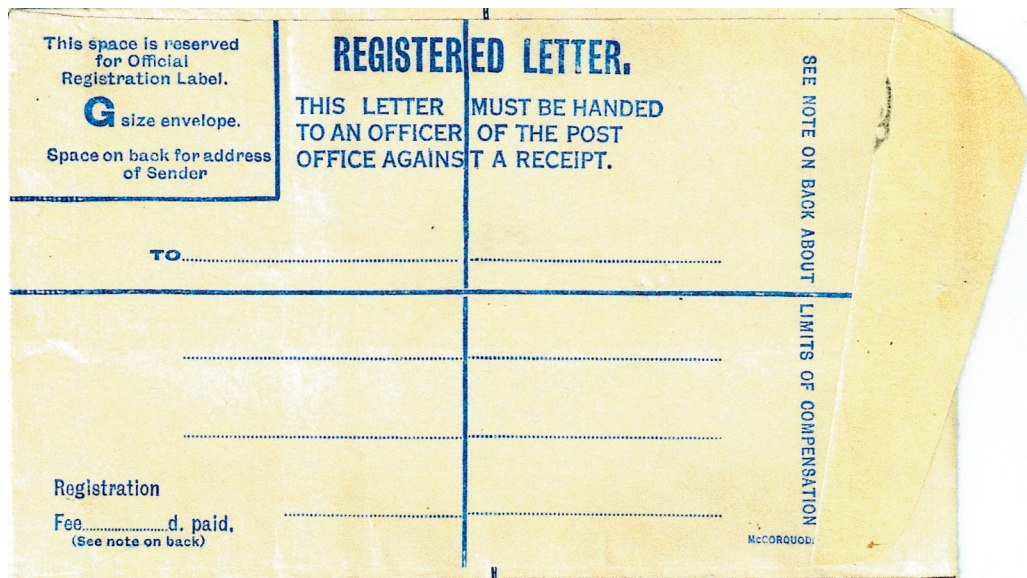 This space is reserved
for Official
Registration Label.
G size envelope.
Space on back for address
of Sender
REGISTERED LETTER.
THIS LETTER MUST BE HANDED
TO AN OFFICER OF THE POST
OFFICE AGAINST A RECEIPT.
TO
Registration
Fee d. paid.
(See note on back)
SEE NOTE ON BACK ABOUT LIMITS OF COMPENSATION
McCORQUOD